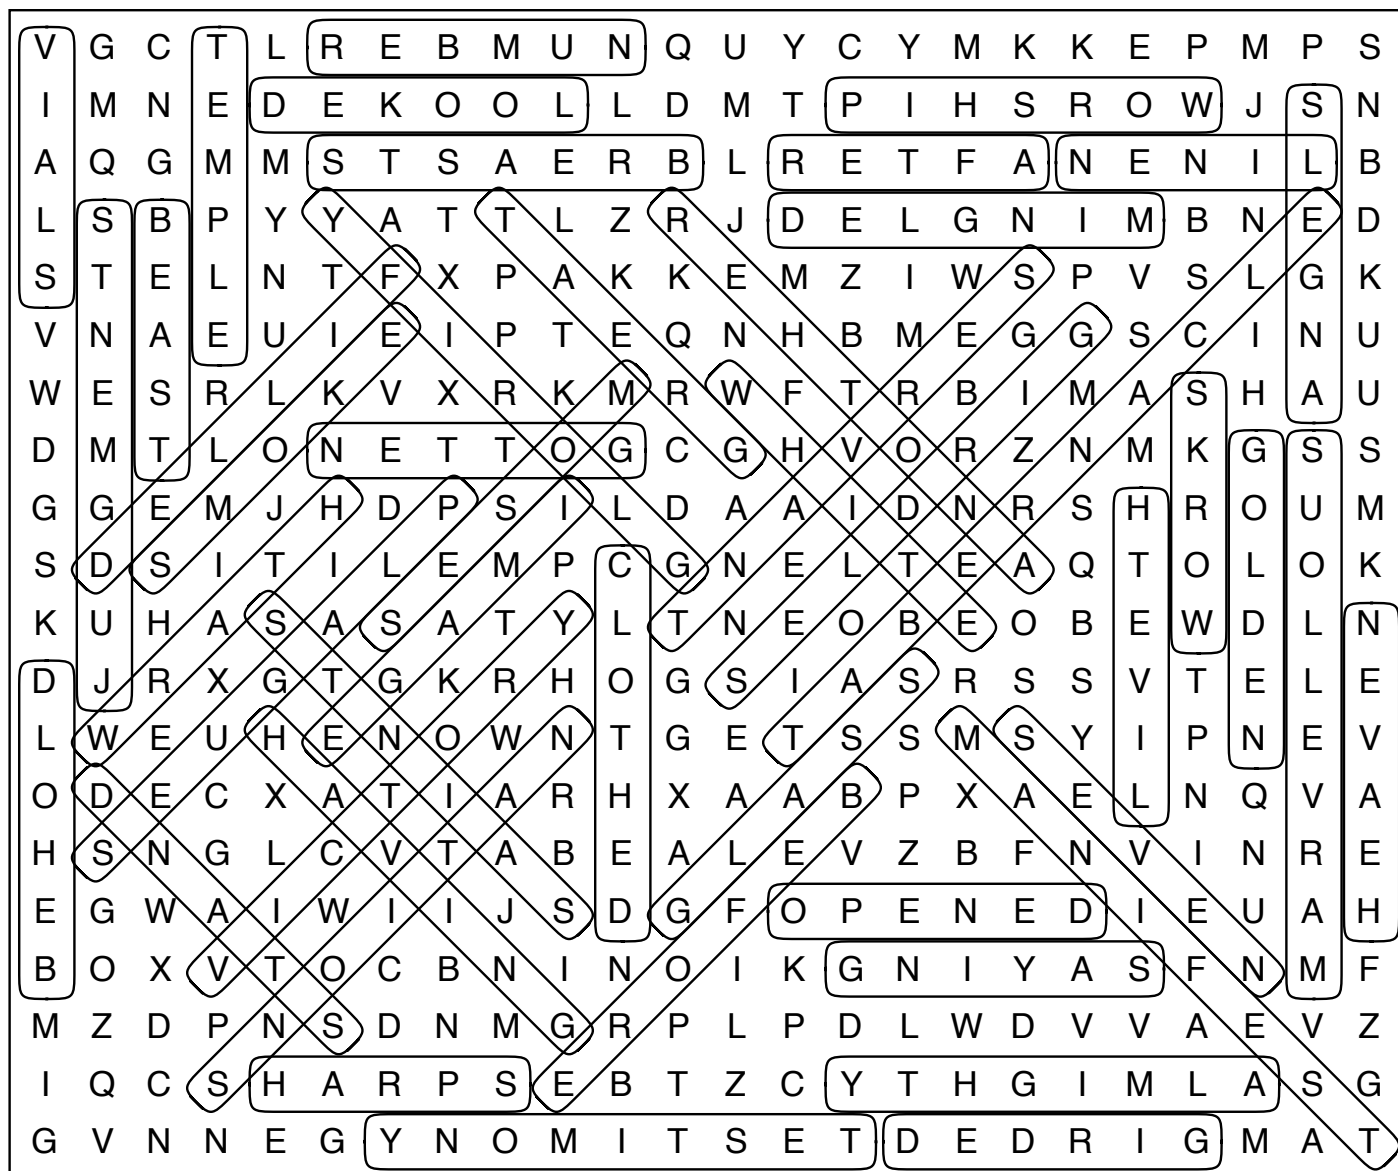 V G C T L R E B M U N Q U Y C Y M K K E P M P S
I M N E D E K O O L L D M T P I H S R O W J S N
A Q G M M S T S A E R B L R E T F A N E N I L B
L S B P Y Y A T T L Z R J D E L G N I M B N E D
S T E L N T F X P A K K E M Z I W S P V S L G K
V N A E U I E I P T E Q N H B M E G G S C I N U
W E S R L K V X R K M R W F T R B I M A S H A U
D M T L O N E T T O G C G H V O R Z N M K G S S
G G E M J H D P S I L D A A I D N R S H R O U M
S D S I T I L E M P C G N E L T E A Q T O L O K
K U H A S A S A T Y L T N E O B E O B E W D L N
D J R X G T G K R H O G S I A S R S S V T E L E
L W E U H E N O W N T G E T S S M S Y I P N E V
O D E C X A T I A R H X A A B P X A E L N Q V A
H S N G L C V T A B E A L E V Z B F N V I N R E
E G W A I W I I J S D G F O P E N E D I E U A H
B O X V T O C B N I N O I K G N I Y A S F N M F
M Z D P N S D N M G R P L P D L W D V V A E V Z
I Q C S H A R P S E B T Z C Y T H G I M L A S G
G V N N E G Y N O M I T S E T D E D R I G M A T